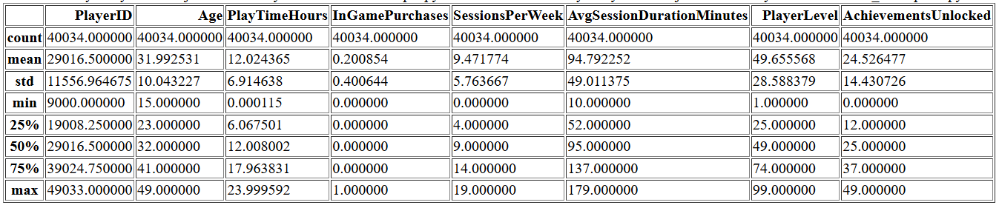 PlayerID Age PlayTimeHours InGamePurchases SessionsPerWeek AvgSessionDurationMinutes PlayerLevel AchievementsUnlocked
count 40034.000000 40034.000000 40034.000000 40034.000000 40034.000000 40034.000000 40034.000000 40034.000000
mean 29016.500000 31.992531 12.024365 0.200854 9.471774 94.792252 49.655568 24.526477
std 11556.964675 10.043227 6.914638 0.400644 5.763667 49.011375 28.588379 14.430726
min 9000.000000 15.000000 0.000115 0.000000 0.000000 10.000000 1.000000 0.000000
25% 19008.250000 23.000000 6.067501 0.000000 4.000000 52.000000 25.000000 12.000000
50% 29016.500000 32.000000 12.008002 0.000000 9.000000 95.000000 49.000000 25.000000
75% 39024.750000 41.000000 17.963831 0.000000 14.000000 137.000000 74.000000 37.000000
max 49033.000000 49.000000 23.999592 1.000000 19.000000 179.000000 99.000000 49.000000